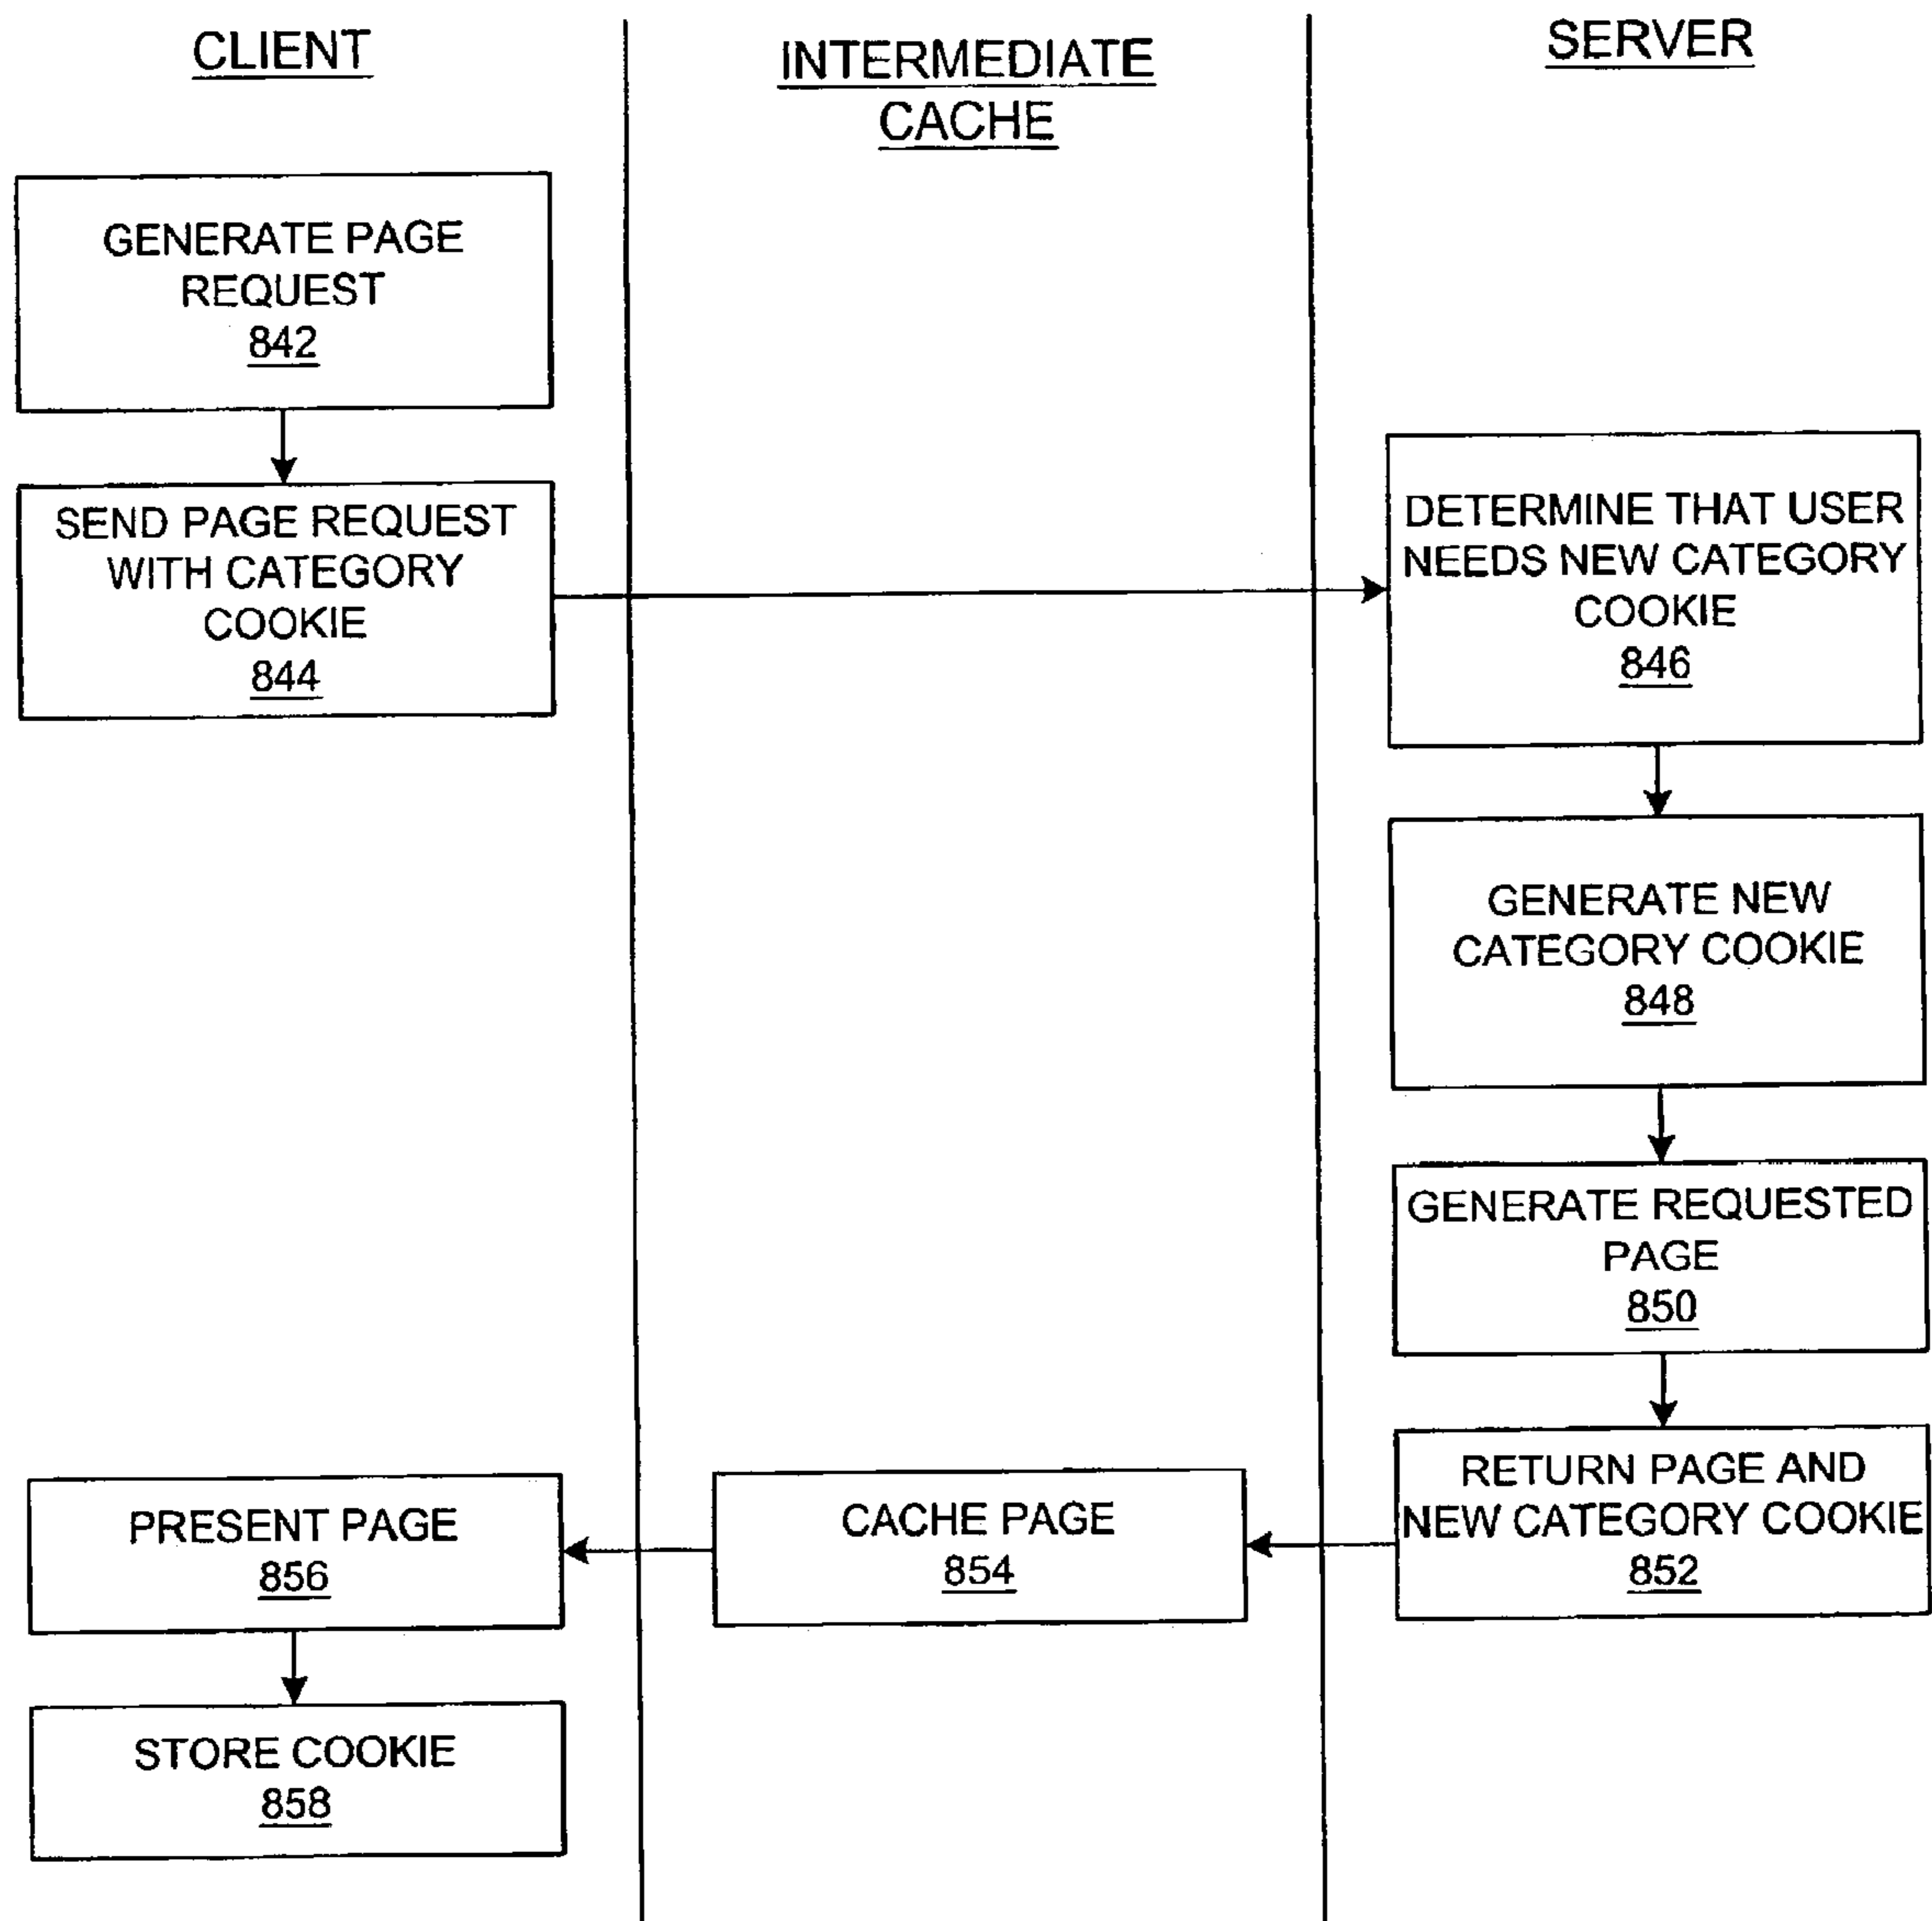 CLIENT
INTERMEDIATE
CACHE
SERVER
GENERATE PAGE
REQUEST
842
SEND PAGE REQUEST
WITH CATEGORY
COOKIE
844
DETERMINE THAT USER
NEEDS NEW CATEGORY
COOKIE
846
GENERATE NEW
CATEGORY COOKIE
848
GENERATE REQUESTED
PAGE
850
RETURN PAGE AND
NEW CATEGORY COOKIE
852
CACHE PAGE
854
PRESENT PAGE
856
STORE COOKIE
858